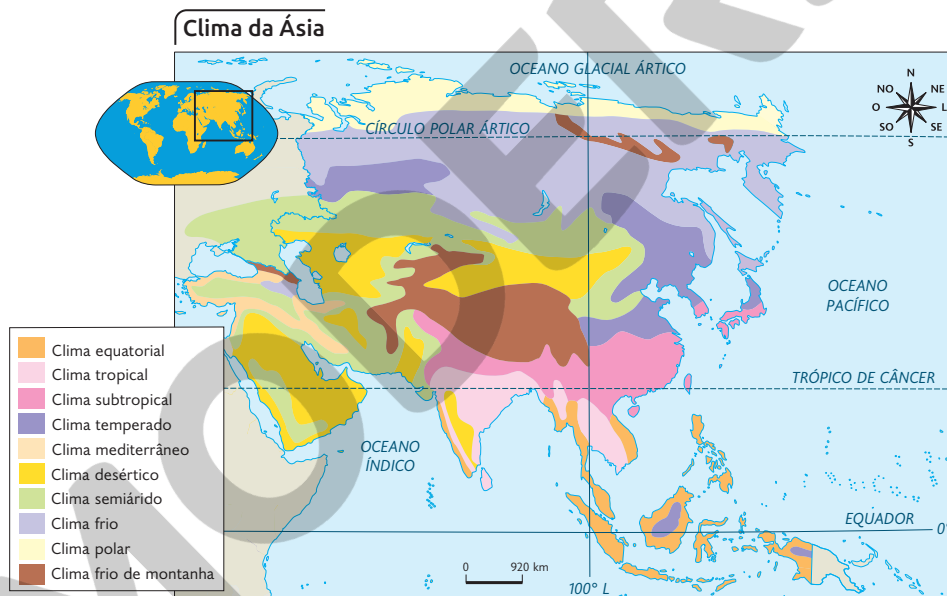 Clima da Ásia
OCEANO GLACIAL ÁRTICO
N
NO
NE
O
L
SO
SE
S
CÍRCULO POLAR ÁRTICO
OCEANO
PACÍFICO
Clima equatorial
Clima tropical
Clima subtropical
Clima temperado
Clima mediterrâneo
Clima desértico
Clima semiárido
Clima frio
Clima polar
Clima frio de montanha
TRÓPICO DE CÂNCER
OCEANO
ÍNDICO
EQUADOR
0°
0
920 km
100° L
MODERNA